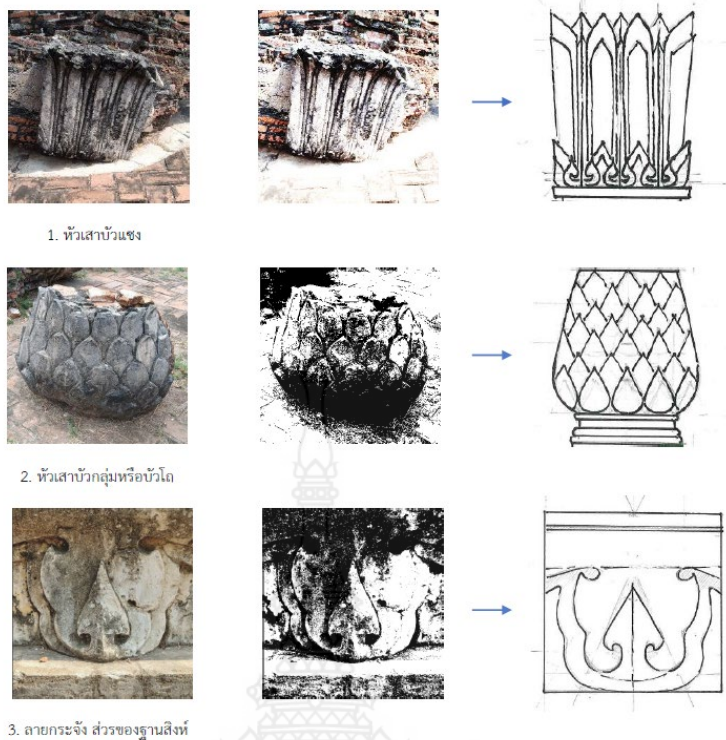 1. หัวเสาบัวแซง
2. หัวเสาบัวกลุ่มหรือบัวโถ
3. ลายกระจัง ส่วรของฐานสิงห์